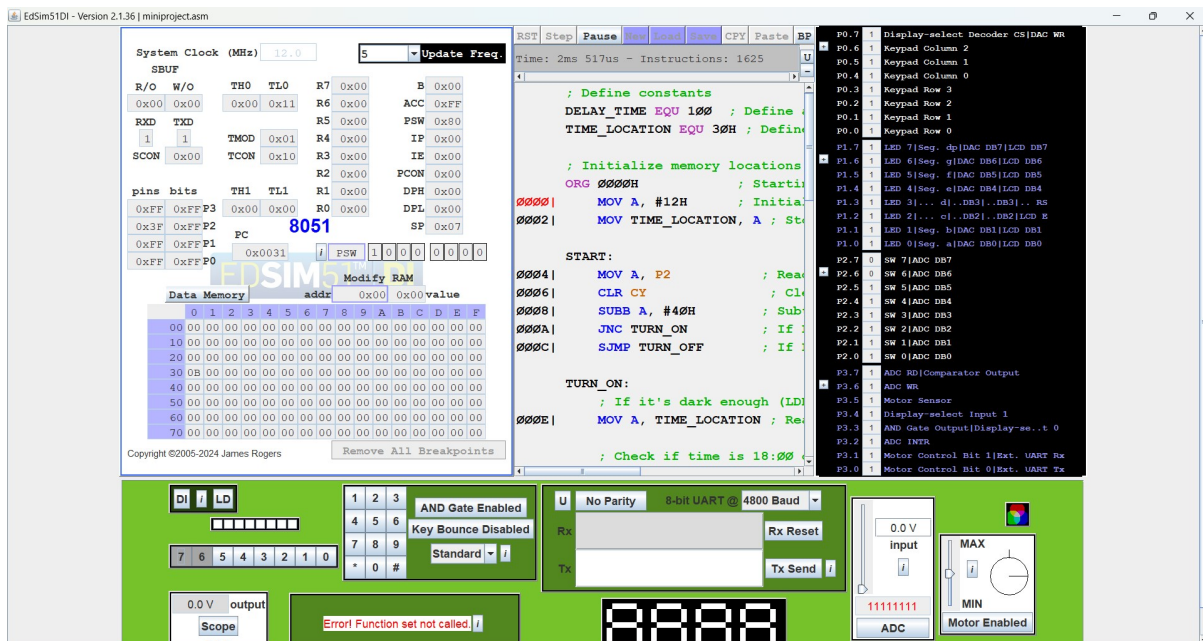 EdSim51DI - Version 2.1.36 | miniproject.asm
System Clock (MHz) 12.0 5 Update Freq.
SBUF
R/O W/O TH0 TL0 R7 0x00 B 0x00
0x00 0x00 0x00 0x11 R6 0x00 ACC 0xFF
RXD TXD R5 0x00 PSW 0x80
1 1 TMOD 0x01 R4 0x00 IP 0x00
SCON 0x00 TCON 0x10 R3 0x00 IE 0x00
R2 0x00 PCON 0x00
pins bits TH1 TL1 R1 0x00 DPH 0x00
0xFF 0xFF P3 0x00 0x00 R0 0x00 DPL 0x00
0x3F 0xFF P2 8051 SP 0x07
0xFF 0xFF P1 PC
0xFF 0xFF P0 0x0031 i PSW 1 0 0 0 0 0 0 0
EDSIM51™ DI
Modify RAM
Data Memory addr 0x00 0x00 value
0 1 2 3 4 5 6 7 8 9 A B C D E F
00 00 00 00 00 00 00 00 00 00 00 00 00 00 00 00 00
10 00 00 00 00 00 00 00 00 00 00 00 00 00 00 00 00
20 00 00 00 00 00 00 00 00 00 00 00 00 00 00 00 00
30 0B 00 00 00 00 00 00 00 00 00 00 00 00 00 00 00
40 00 00 00 00 00 00 00 00 00 00 00 00 00 00 00 00
50 00 00 00 00 00 00 00 00 00 00 00 00 00 00 00 00
60 00 00 00 00 00 00 00 00 00 00 00 00 00 00 00 00
70 00 00 00 00 00 00 00 00 00 00 00 00 00 00 00 00
Copyright ©2005-2024 James Rogers Remove All Breakpoints
RST Step Pause New Load Save CPY Paste BP
Time: 2ms 517us - Instructions: 1625 U
-
; Define constants
DELAY_TIME EQU 100 ; Define
TIME_LOCATION EQU 30H ; Defin
; Initialize memory locations
ORG 0000H ; Starti
0000| MOV A, #12H ; Initia
0002| MOV TIME_LOCATION, A ; Sto
START:
0004| MOV A, P2 ; Rea
0006| CLR CY ; Cle
0008| SUBB A, #40H ; Sub
000A| JNC TURN_ON ; If
000C| SJMP TURN_OFF ; If
TURN_ON:
; If it's dark enough (LD
000E| MOV A, TIME_LOCATION ; Rea
; Check if time is 18:00
P0.7 1 Display-select Decoder CS|DAC WR
+ P0.6 1 Keypad Column 2
P0.5 1 Keypad Column 1
P0.4 1 Keypad Column 0
P0.3 1 Keypad Row 3
P0.2 1 Keypad Row 2
P0.1 1 Keypad Row 1
P0.0 1 Keypad Row 0
P1.7 1 LED 7|Seg. dp|DAC DB7|LCD DB7
+ P1.6 1 LED 6|Seg. g|DAC DB6|LCD DB6
P1.5 1 LED 5|Seg. f|DAC DB5|LCD DB5
P1.4 1 LED 4|Seg. e|DAC DB4|LCD DB4
P1.3 1 LED 3|... d|..DB3|..DB3|.. RS
P1.2 1 LED 2|... c|..DB2|..DB2|LCD E
P1.1 1 LED 1|Seg. b|DAC DB1|LCD DB1
P1.0 1 LED 0|Seg. a|DAC DB0|LCD DB0
P2.7 0 SW 7|ADC DB7
+ P2.6 0 SW 6|ADC DB6
P2.5 1 SW 5|ADC DB5
P2.4 1 SW 4|ADC DB4
P2.3 1 SW 3|ADC DB3
P2.2 1 SW 2|ADC DB2
P2.1 1 SW 1|ADC DB1
P2.0 1 SW 0|ADC DB0
P3.7 1 ADC RD|Comparator Output
+ P3.6 1 ADC WR
P3.5 1 Motor Sensor
P3.4 1 Display-select Input 1
P3.3 1 AND Gate Output|Display-se..t 0
P3.2 1 ADC INTR
P3.1 1 Motor Control Bit 1|Ext. UART Rx
P3.0 1 Motor Control Bit 0|Ext. UART Tx
DI i LD
7 6 5 4 3 2 1 0
1 2 3
4 5 6
7 8 9
* 0 #
AND Gate Enabled
Key Bounce Disabled
Standard i
U No Parity 8-bit UART @ 4800 Baud
Rx Rx Reset
Tx Tx Send i
0.0 V
input
i
11111111
ADC
MAX
i
MIN
Motor Enabled
0.0 V output
Scope
Error! Function set not called. i
8.8.8.8.